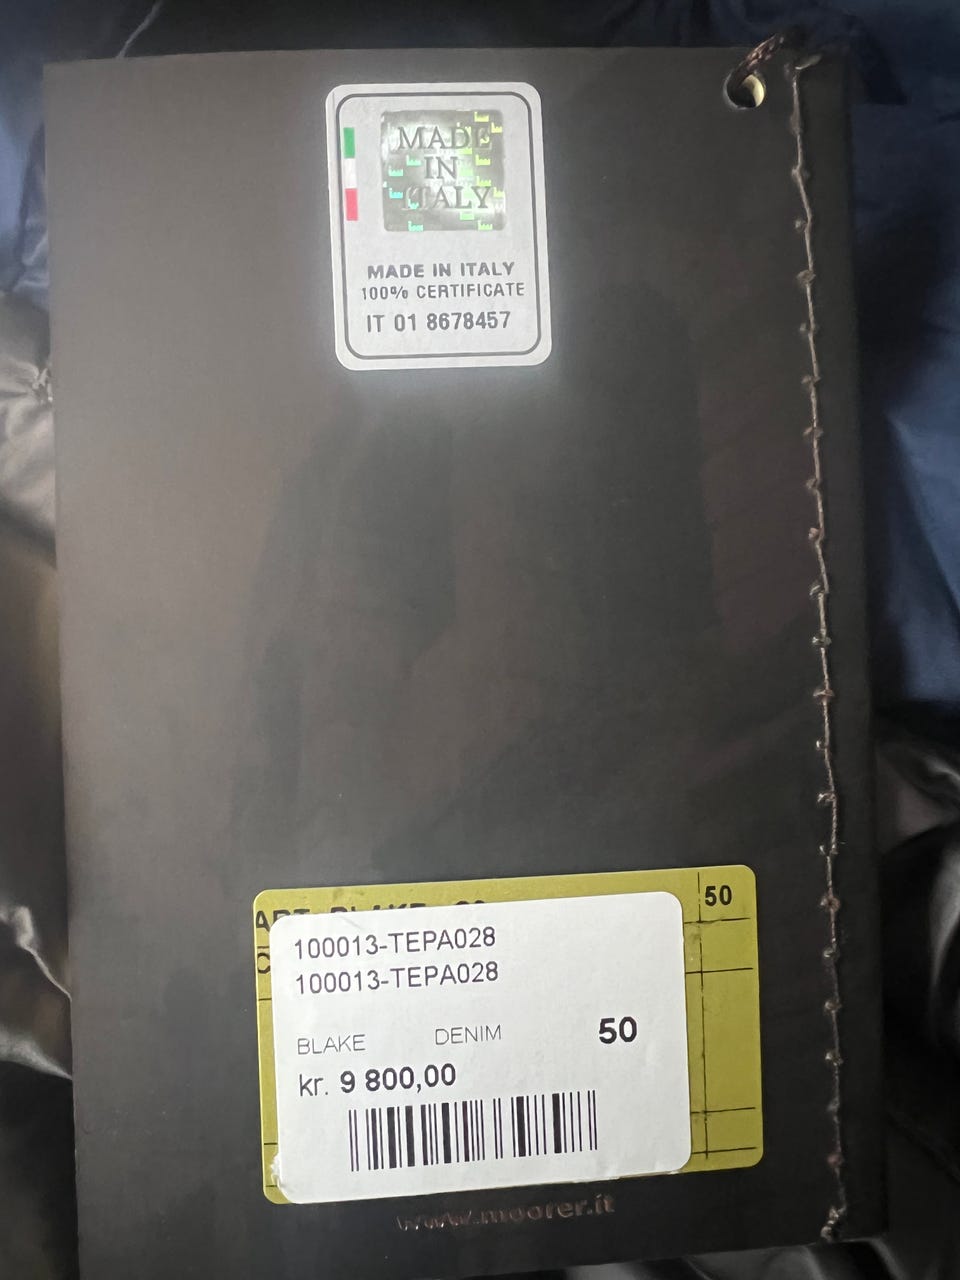 MADE
IN
ITALY
MADE IN ITALY
100% CERTIFICATE
IT 01 8678457
50
100013-TEPA028
100013-TEPA028
BLAKE DENIM 50
kr. 9 800,00
www.moorer.it